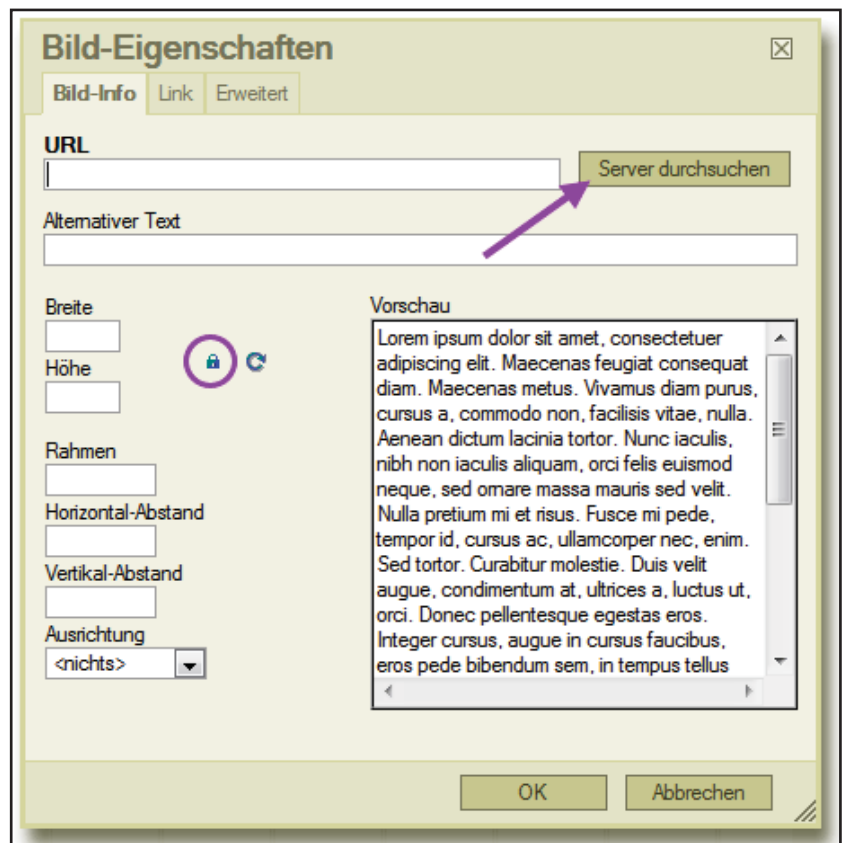 Bild-Eigenschaften
Bild-Info Link Erweitert
URL
Server durchsuchen
Alternativer Text
Breite
Höhe
Rahmen
Horizontal-Abstand
Vertikal-Abstand
Ausrichtung
<nichts>
Vorschau
Lorem ipsum dolor sit amet, consectetuer
adipiscing elit. Maecenas feugiat consequat
diam. Maecenas metus. Vivamus diam purus,
cursus a, commodo non, facilisis vitae, nulla.
Aenean dictum lacinia tortor. Nunc iaculis,
nibh non iaculis aliquam, orci felis euismod
neque, sed ornare massa mauris sed velit.
Nulla pretium mi et risus. Fusce mi pede,
tempor id, cursus ac, ullamcorper nec, enim.
Sed tortor. Curabitur molestie. Duis velit
augue, condimentum at, ultrices a, luctus ut,
orci. Donec pellentesque egestas eros.
Integer cursus, augue in cursus faucibus,
eros pede bibendum sem, in tempus tellus
OK Abbrechen